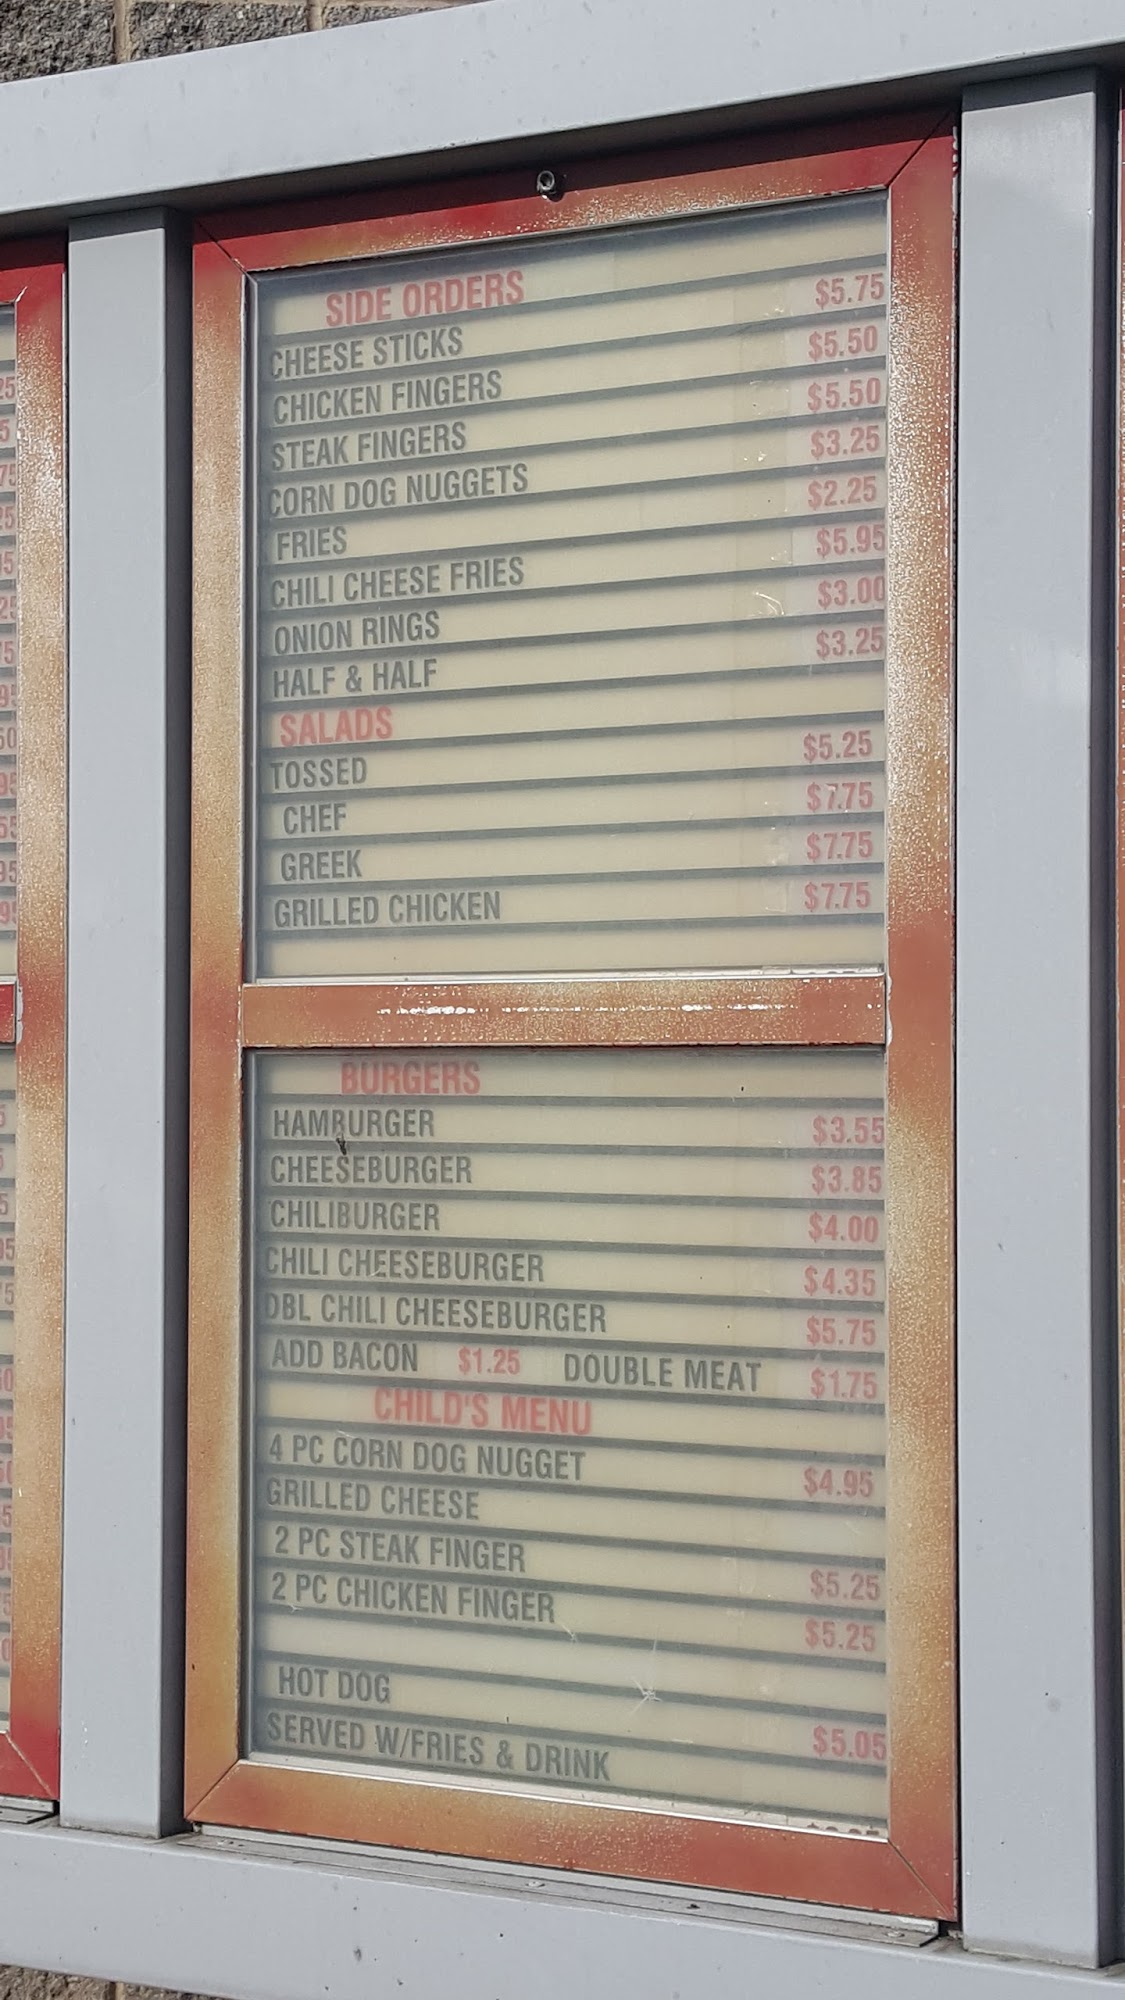 SIDE ORDERS
CHEESE STICKS $5.75
CHICKEN FINGERS $5.50
STEAK FINGERS $5.50
CORN DOG NUGGETS $3.25
FRIES $2.25
CHILI CHEESE FRIES $5.95
ONION RINGS $3.00
HALF & HALF $3.25
SALADS
TOSSED $5.25
CHEF $7.75
GREEK $7.75
GRILLED CHICKEN $7.75
BURGERS
HAMBURGER $3.55
CHEESEBURGER $3.85
CHILIBURGER $4.00
CHILI CHEESEBURGER $4.35
DBL CHILI CHEESEBURGER $5.75
ADD BACON $1.25 DOUBLE MEAT $1.75
CHILD'S MENU
4 PC CORN DOG NUGGET $4.95
GRILLED CHEESE
2 PC STEAK FINGER $5.25
2 PC CHICKEN FINGER $5.25
HOT DOG $5.05
SERVED W/FRIES & DRINK